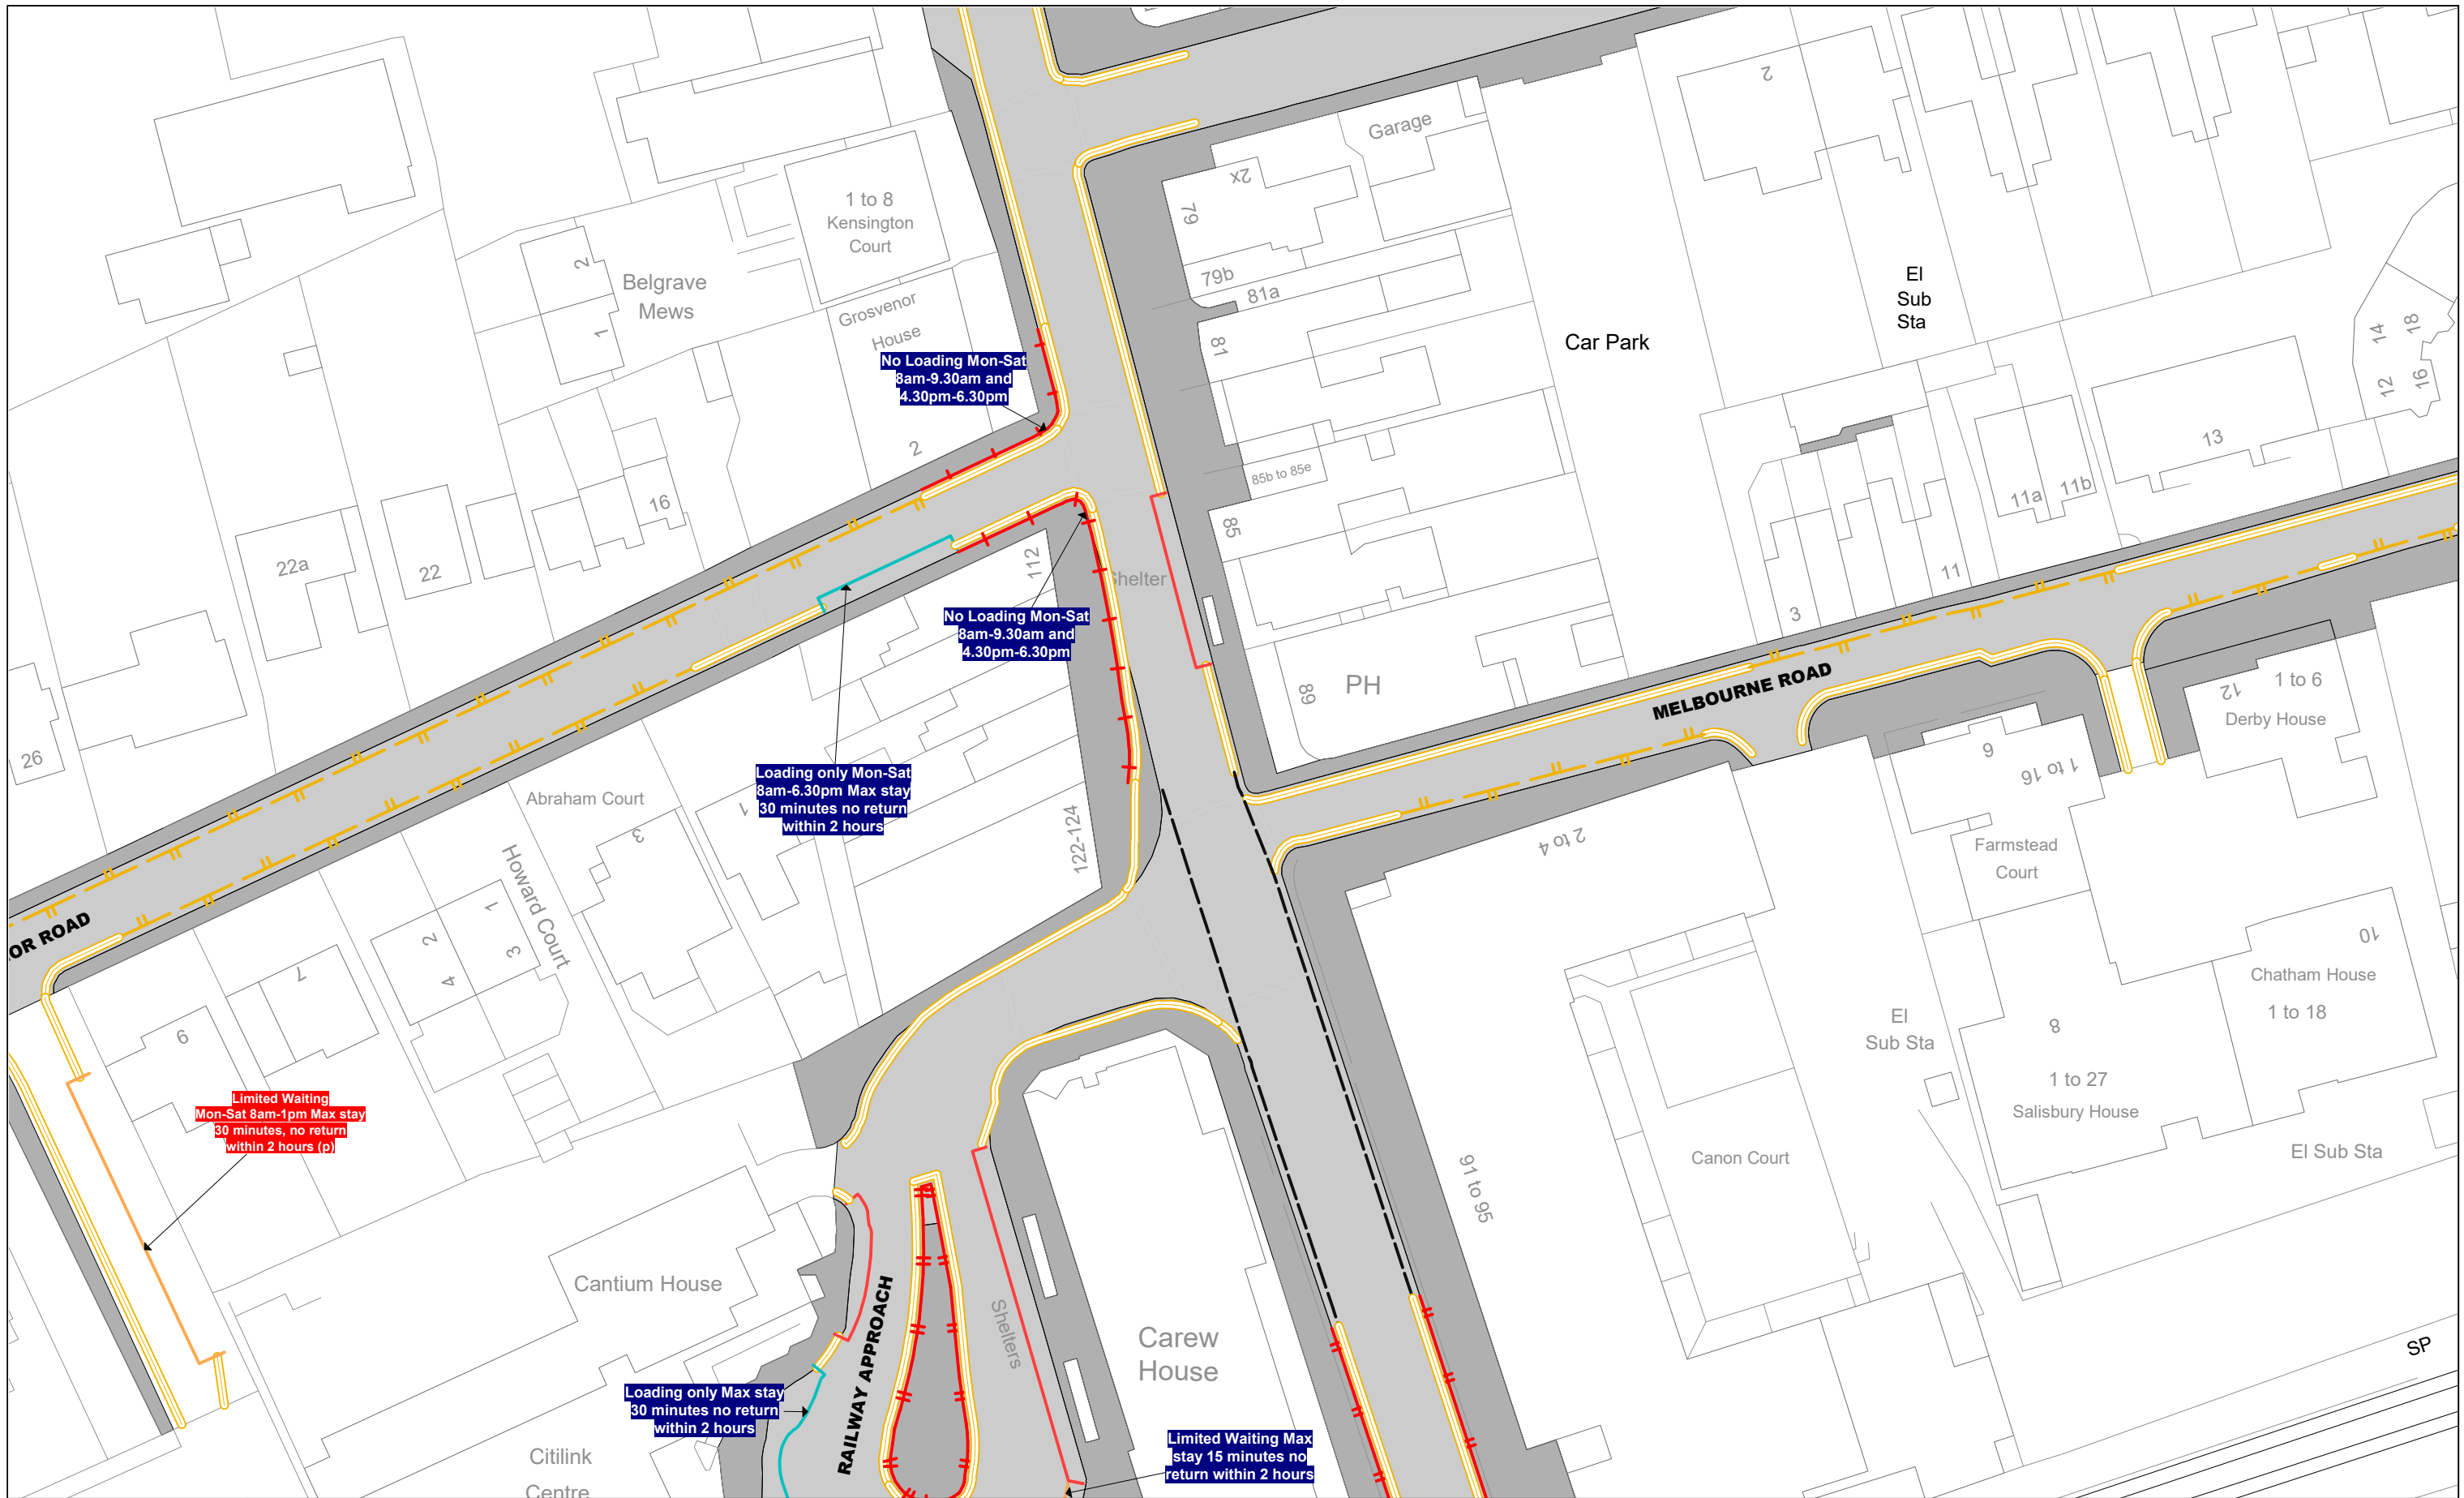 2
Garage
2x
1 to 8
Kensington
Court
79
Belgrave
Mews
2
1
79b
81a
El
Sub
Sta
Grosvenor
House
81
Car Park
14
18
12
16
No Loading Mon-Sat
8am-9.30am and
4.30pm-6.30pm
2
85b to 85e
13
16
11a
11b
85
22a
22
112
Shelter
11
3
No Loading Mon-Sat
8am-9.30am and
4.30pm-6.30pm
89
PH
MELBOURNE ROAD
12
1 to 6
Derby House
26
6
1 to 16
Loading only Mon-Sat
8am-6.30pm Max stay
30 minutes no return
within 2 hours
Abraham Court
1
3
122-124
2 to 4
Farmstead
Court
Howard Court
1
2
3
4
OR ROAD
7
9
10
Chatham House
1 to 18
El
Sub Sta
8
1 to 27
Salisbury House
El Sub Sta
Limited Waiting
Mon-Sat 8am-1pm Max stay
30 minutes, no return
within 2 hours (p)
Canon Court
91 to 95
Cantium House
RAILWAY APPROACH
Shelters
Carew
House
SP
Loading only Max stay
30 minutes no return
within 2 hours
Limited Waiting Max
stay 15 minutes no
return within 2 hours
Citilink
Centre